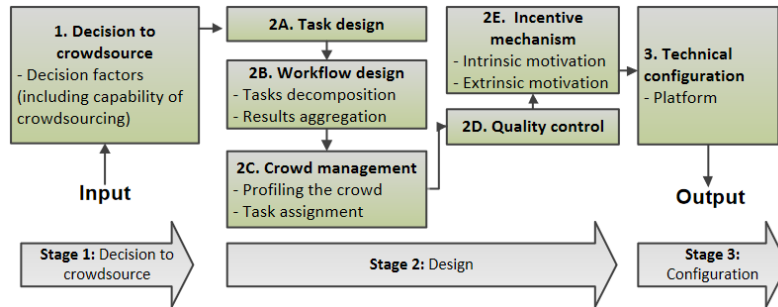 1. Decision to
crowdsource
- Decision factors
(including capability of
crowdsourcing)
Input
2A. Task design
2B. Workflow design
- Tasks decomposition
- Results aggregation
2C. Crowd management
- Profiling the crowd
- Task assignment
2D. Quality control
2E. Incentive
mechanism
- Intrinsic motivation
- Extrinsic motivation
3. Technical
configuration
- Platform
Output
Stage 1: Decision to
crowdsource
Stage 2: Design
Stage 3:
Configuration